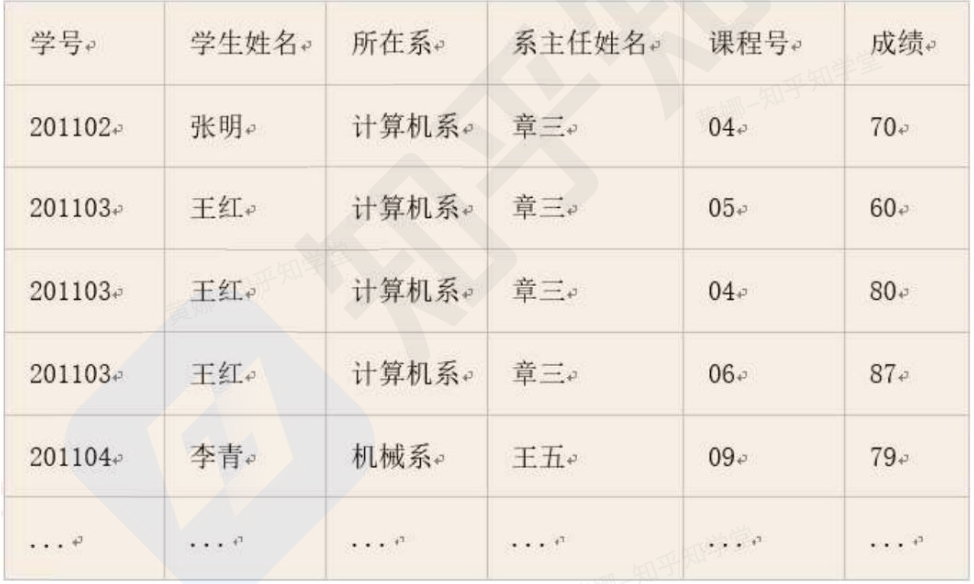 学号 学生姓名 所在系 系主任姓名 课程号 成绩
201102 张明 计算机系 章三 04 70
201103 王红 计算机系 章三 05 60
201103 王红 计算机系 章三 04 80
201103 王红 计算机系 章三 06 87
201104 李青 机械系 王五 09 79
... ... ... ... ... ...
知乎知
黄娜-知乎知学堂
黄娜-知乎知学堂
黄娜-知乎知学堂